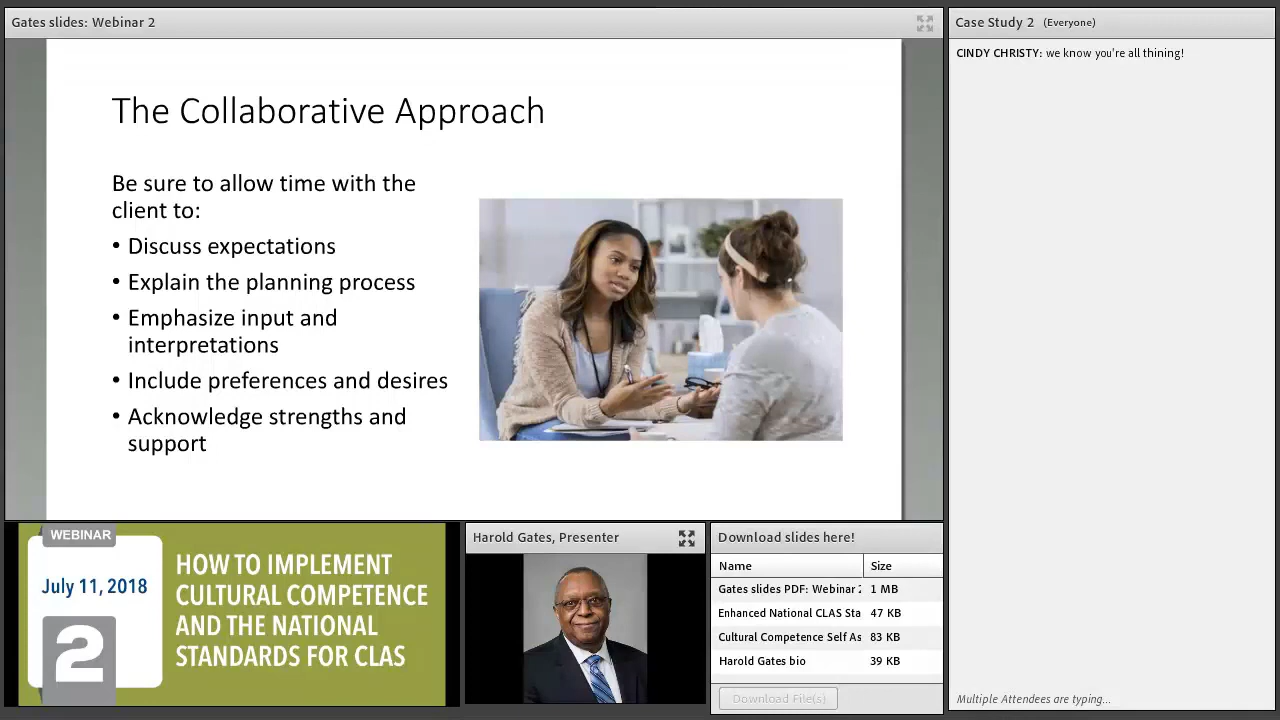 Gates slides: Webinar 2
The Collaborative Approach
Be sure to allow time with the
client to:
• Discuss expectations
• Explain the planning process
• Emphasize input and
interpretations
• Include preferences and desires
• Acknowledge strengths and
support
Case Study 2 (Everyone)
CINDY CHRISTY: we know you're all thining!
Multiple Attendees are typing...
WEBINAR
July 11, 2018
2
HOW TO IMPLEMENT
CULTURAL COMPETENCE
AND THE NATIONAL
STANDARDS FOR CLAS
Harold Gates, Presenter
Download slides here!
Name Size
Gates slides PDF: Webinar 2 1 MB
Enhanced National CLAS Sta 47 KB
Cultural Competence Self As 83 KB
Harold Gates bio 39 KB
Download File(s)